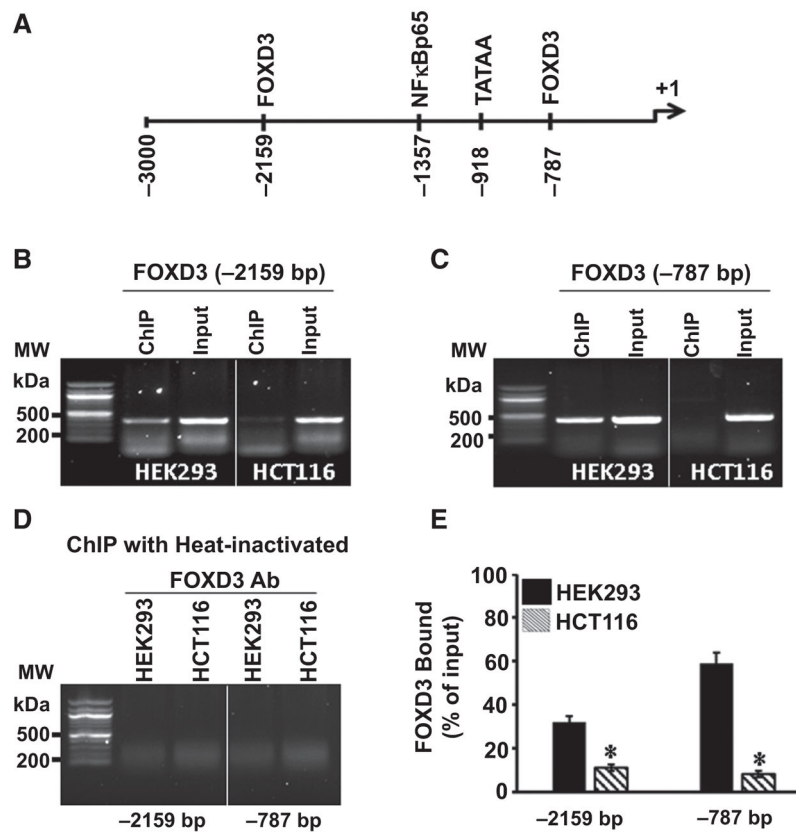 A
FOXD3
NFκBp65
TATAA
FOXD3
+1
–3000
–2159
–1357
–918
–787
B
FOXD3 (–2159 bp)
ChIP
Input
ChIP
Input
MW
kDa
500
200
HEK293
HCT116
C
FOXD3 (–787 bp)
ChIP
Input
ChIP
Input
MW
kDa
500
200
HEK293
HCT116
D
ChIP with Heat-inactivated
FOXD3 Ab
HEK293
HCT116
HEK293
HCT116
MW
kDa
500
200
–2159 bp
–787 bp
E
FOXD3 Bound
(% of input)
100
80
60
40
20
0
HEK293
HCT116
*
*
–2159 bp
–787 bp